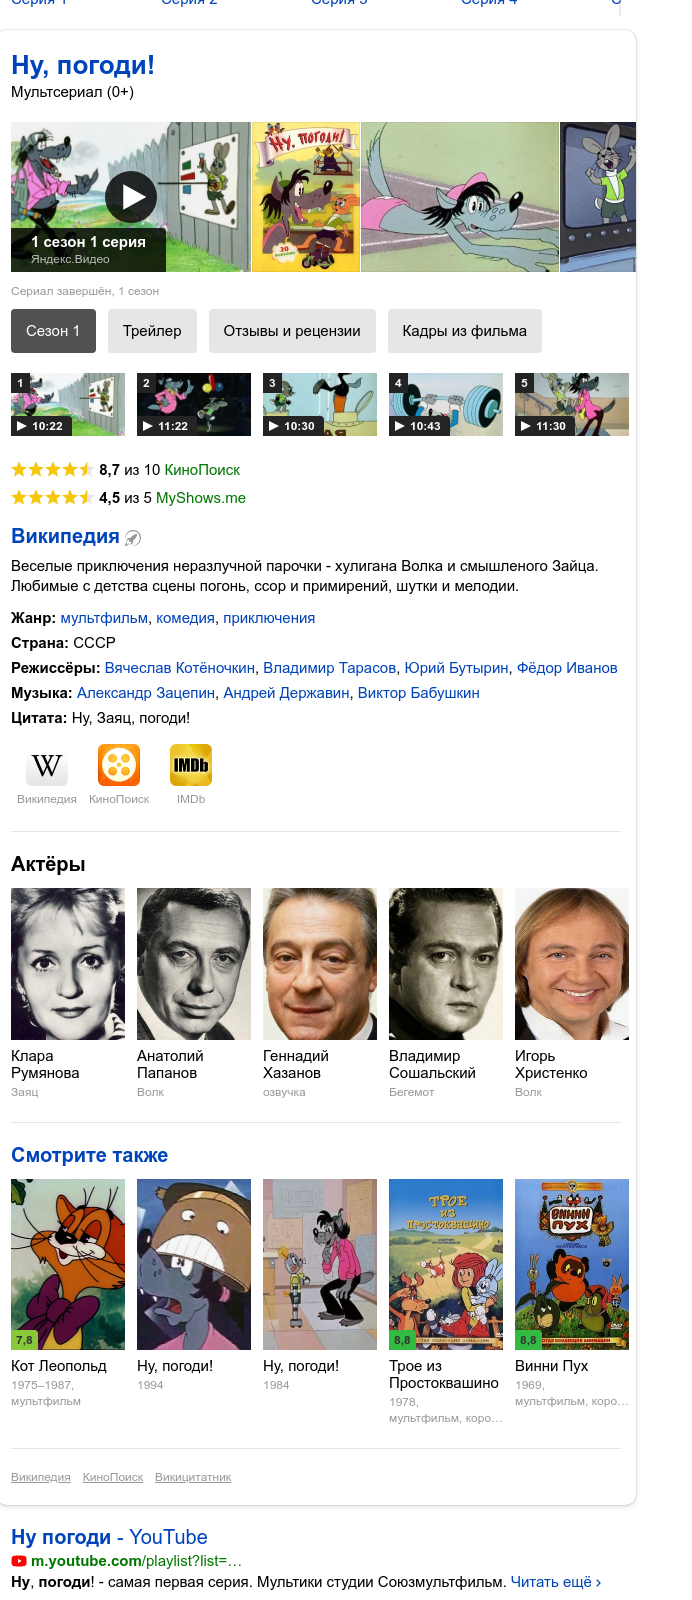 Серия 1 Серия 2 Серия 3 Серия 4 С
Ну, погоди!
Мультсериал (0+)
Ну, ПОГОДИ!
20
1 сезон 1 серия
Яндекс.Видео
Сериал завершён, 1 сезон
Сезон 1 Трейлер Отзывы и рецензии Кадры из фильма
1 2 3 4 5
10:22 11:22 10:30 10:43 11:30
8,7 из 10 КиноПоиск
4,5 из 5 MyShows.me
Википедия
Веселые приключения неразлучной парочки - хулигана Волка и смышленого Зайца.
Любимые с детства сцены погонь, ссор и примирений, шутки и мелодии.
Жанр: мультфильм, комедия, приключения
Страна: СССР
Режиссёры: Вячеслав Котёночкин, Владимир Тарасов, Юрий Бутырин, Фёдор Иванов
Музыка: Александр Зацепин, Андрей Державин, Виктор Бабушкин
Цитата: Ну, Заяц, погоди!
W IMDb
Википедия КиноПоиск IMDb
Актёры
Клара Румянова
Заяц
Анатолий Папанов
Волк
Геннадий Хазанов
озвучка
Владимир Сошальский
Бегемот
Игорь Христенко
Волк
Смотрите также
ТРОЕ
ИЗ
ПРОСТОКВАШИНО
ВИННИ
ПУХ
7,8 8,8 8,8
Кот Леопольд
1975–1987,
мультфильм
Ну, погоди!
1994
Ну, погоди!
1984
Трое из
Простоквашино
1978,
мультфильм, коро...
Винни Пух
1969,
мультфильм, коро...
Википедия КиноПоиск Викицитатник
Ну погоди - YouTube
m.youtube.com/playlist?list=...
Ну, погоди! - самая первая серия. Мультики студии Союзмультфильм. Читать ещё ›